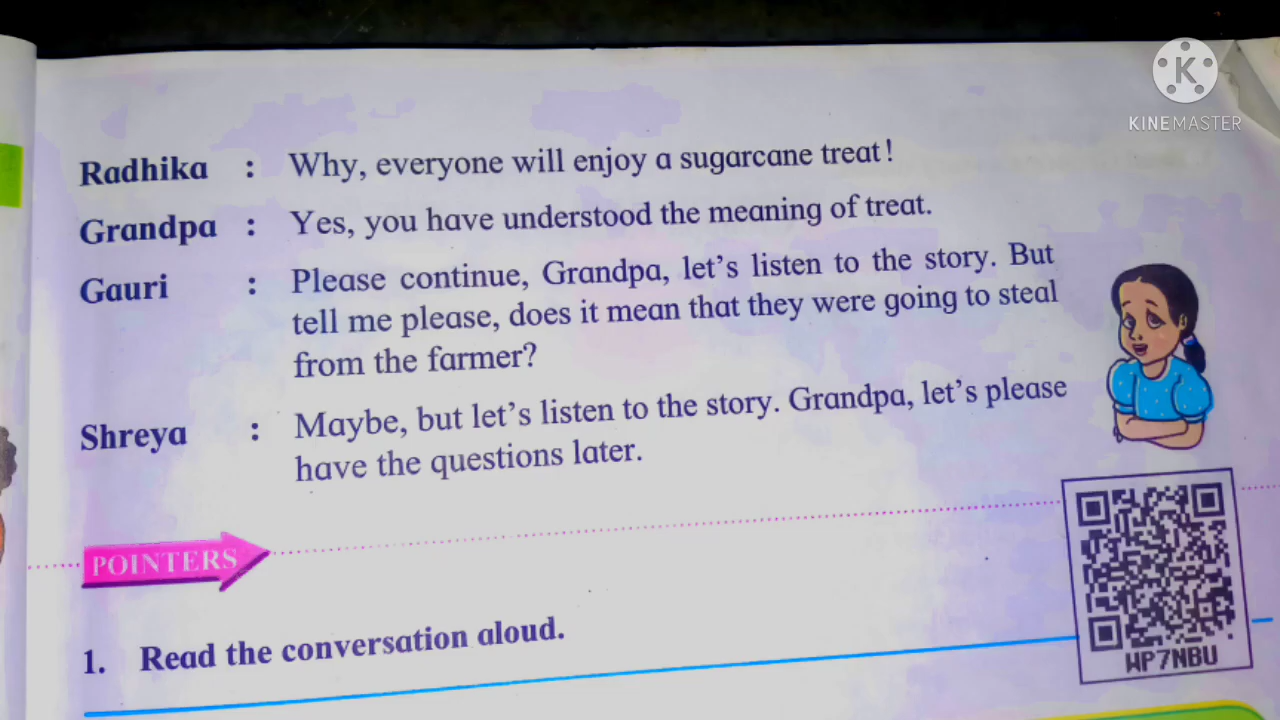 KINEMASTER
Radhika : Why, everyone will enjoy a sugarcane treat!
Grandpa : Yes, you have understood the meaning of treat.
Gauri : Please continue, Grandpa, let's listen to the story. But
tell me please, does it mean that they were going to steal
from the farmer?
Shreya : Maybe, but let's listen to the story. Grandpa, let's please
have the questions later.
POINTERS
1. Read the conversation aloud.
WP7NBU